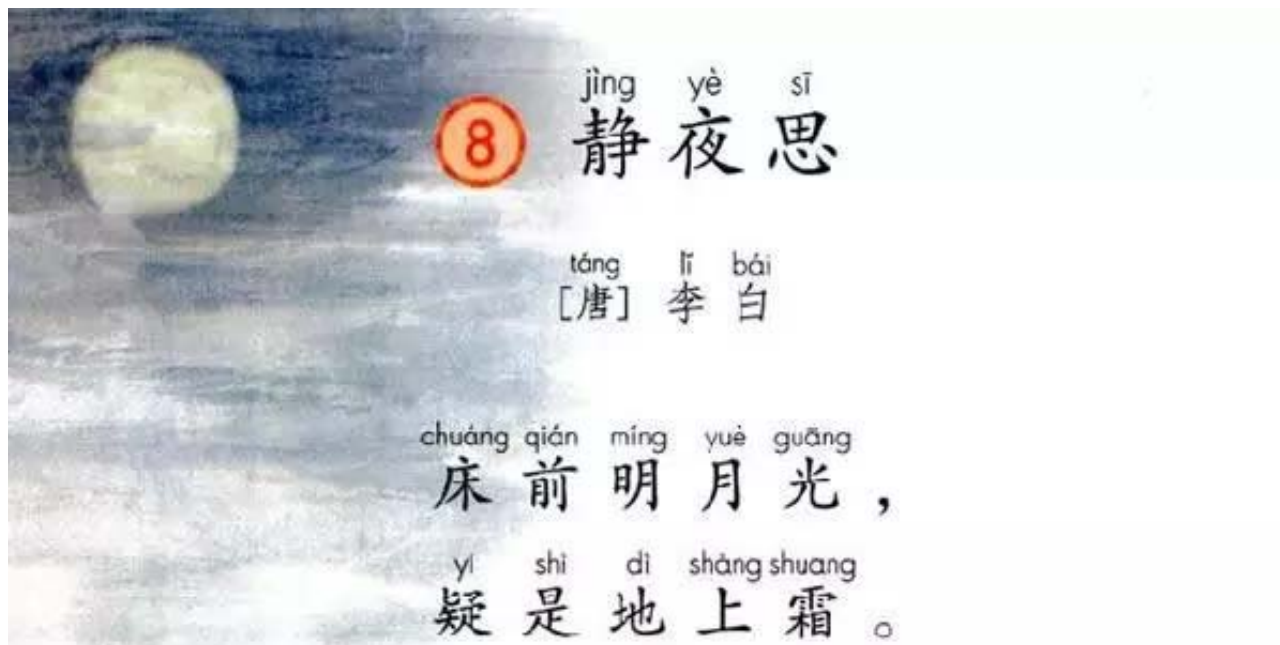 jìng yè sī
8 静夜思
táng lǐ bái
[唐] 李白
chuáng qián míng yuè guāng
床前明月光，
yí shì dì shàng shuāng
疑是地上霜。